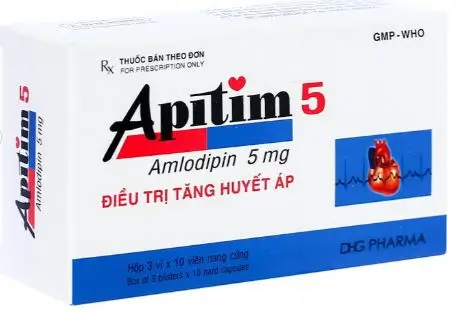 Rx THUỐC BÁN THEO ĐƠN
FOR PRESCRIPTION ONLY
GMP - WHO
Apitim 5
Amlodipin 5 mg
ĐIỀU TRỊ TĂNG HUYẾT ÁP
Hộp 3 vỉ x 10 viên nang cứng
Box of 3 blisters x 10 hard capsules
DHG PHARMA
Apitim 5
Amlodipin 5 mg